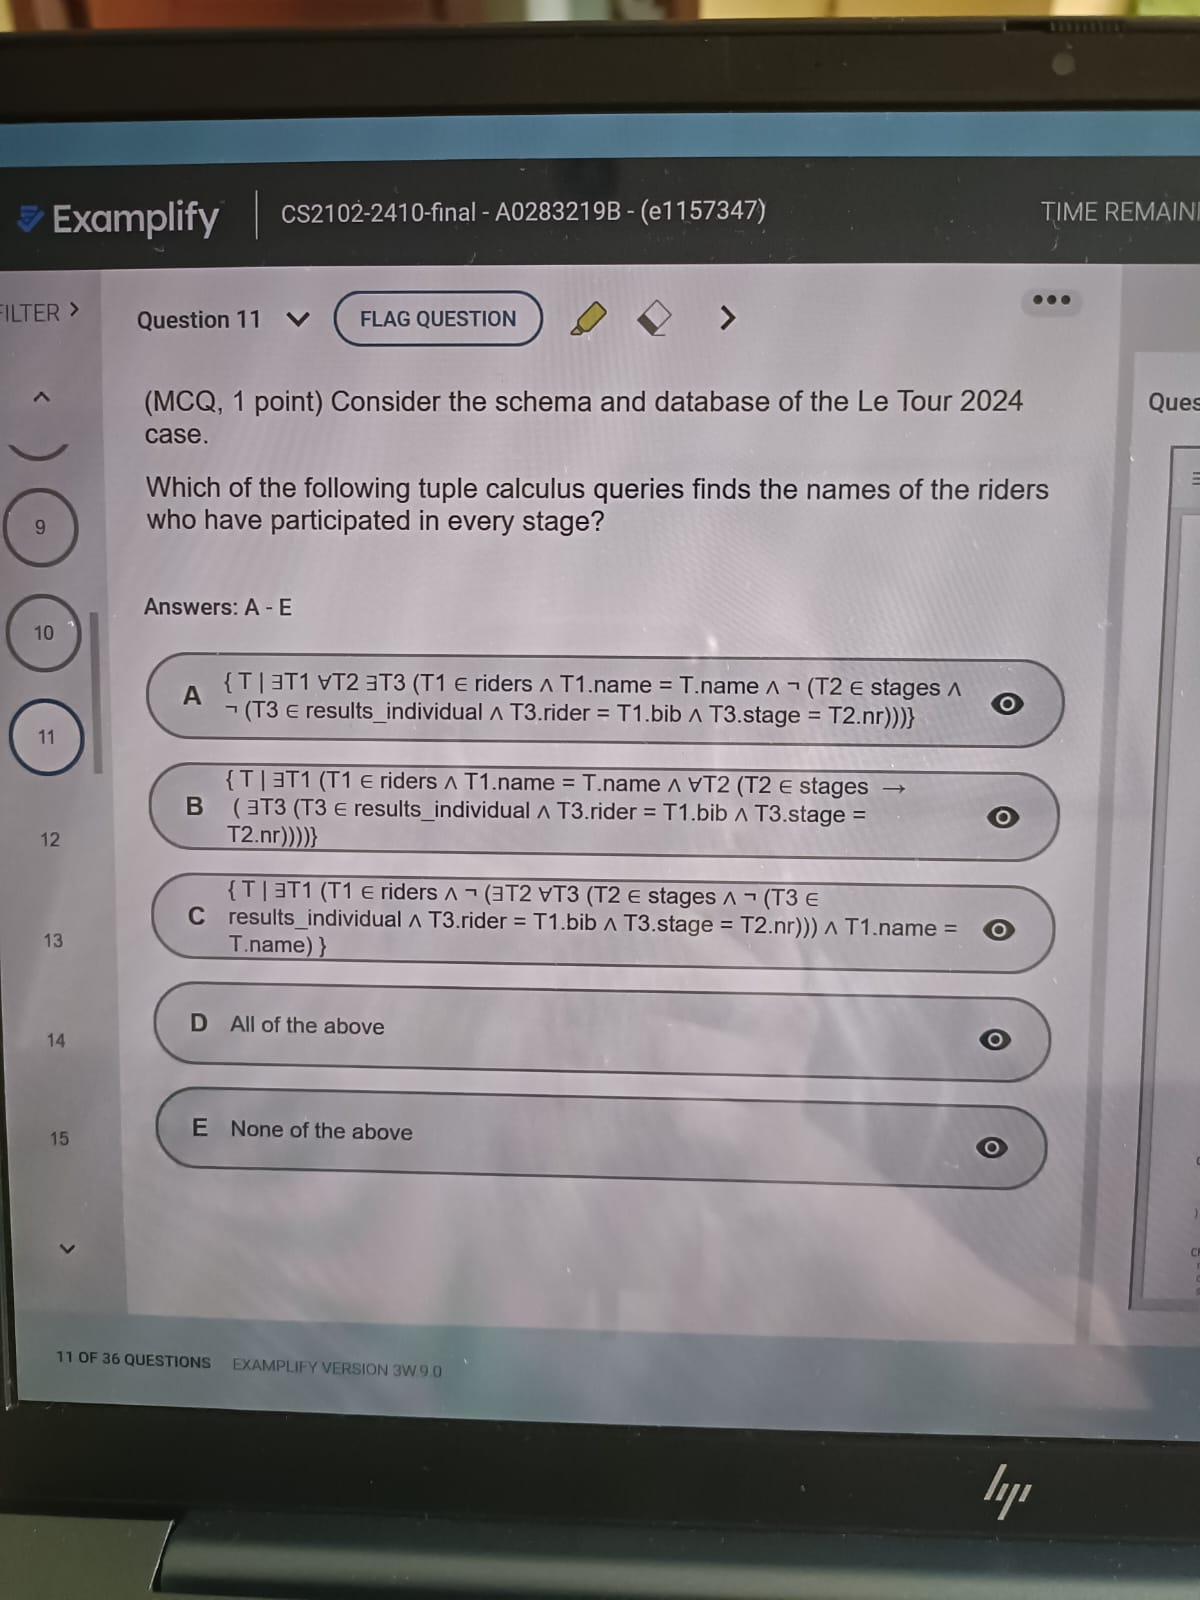 Examplify
CS2102-2410-final - A0283219B - (e1157347)
TIME REMAINI
FILTER >
Question 11
FLAG QUESTION
(MCQ, 1 point) Consider the schema and database of the Le Tour 2024
case.
Ques
Which of the following tuple calculus queries finds the names of the riders
who have participated in every stage?
9
Answers: A - E
10
A { T | ∃T1 ∀T2 ∃T3 (T1 ∈ riders ∧ T1.name = T.name ∧ ¬ (T2 ∈ stages ∧
¬ (T3 ∈ results_individual ∧ T3.rider = T1.bib ∧ T3.stage = T2.nr)))}
11
{ T | ∃T1 (T1 ∈ riders ∧ T1.name = T.name ∧ ∀T2 (T2 ∈ stages →
B ( ∃T3 (T3 ∈ results_individual ∧ T3.rider = T1.bib ∧ T3.stage =
T2.nr))))}
12
{ T | ∃T1 (T1 ∈ riders ∧ ¬ (∃T2 ∀T3 (T2 ∈ stages ∧ ¬ (T3 ∈
C results_individual ∧ T3.rider = T1.bib ∧ T3.stage = T2.nr))) ∧ T1.name =
T.name) }
13
D All of the above
14
E None of the above
15
11 OF 36 QUESTIONS EXAMPLIFY VERSION 3W.9.0
hp